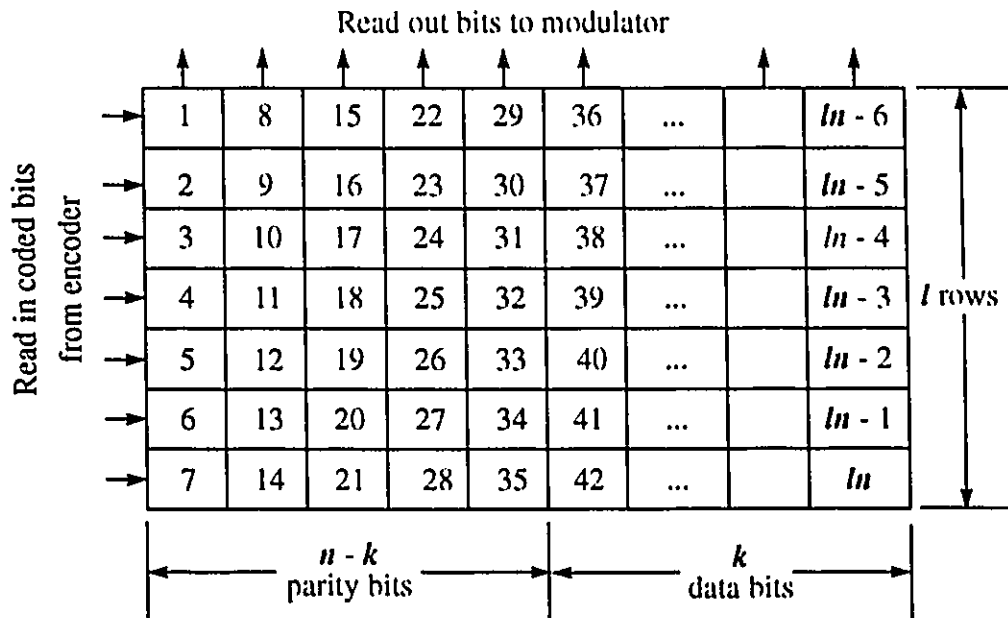 Read out bits to modulator
Read in coded bits
from encoder
1 8 15 22 29 36 ... ln - 6
2 9 16 23 30 37 ... ln - 5
3 10 17 24 31 38 ... ln - 4
4 11 18 25 32 39 ... ln - 3
5 12 19 26 33 40 ... ln - 2
6 13 20 27 34 41 ... ln - 1
7 14 21 28 35 42 ... ln
l rows
n - k
parity bits
k
data bits